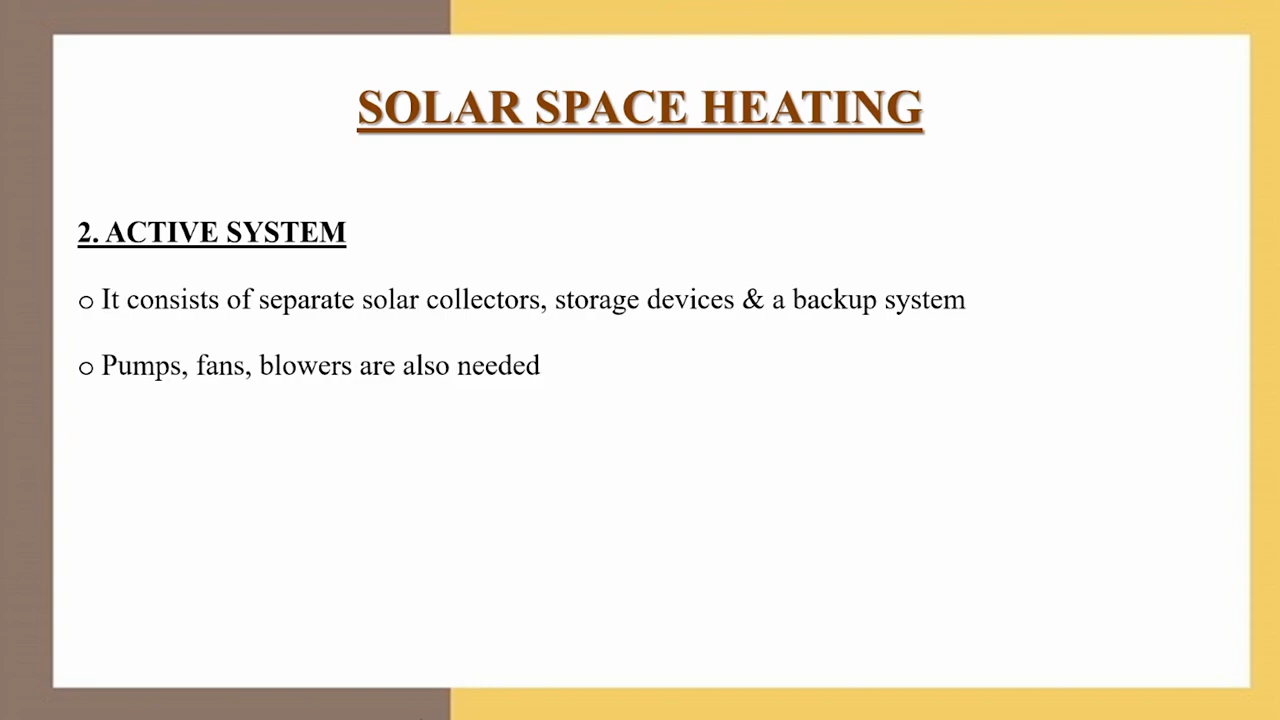 SOLAR SPACE HEATING
2. ACTIVE SYSTEM
o It consists of separate solar collectors, storage devices & a backup system
o Pumps, fans, blowers are also needed